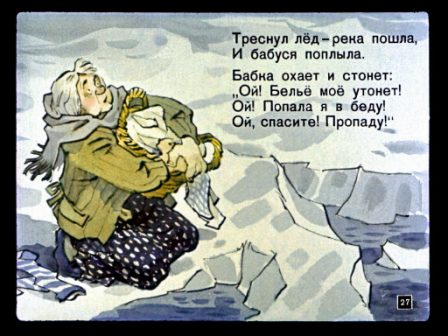 Треснул лёд–река пошла,
И бабуся поплыла.
Бабка охает и стонет:
„Ой! Бельё моё утонет!
Ой! Попала я в беду!
Ой, спасите! Пропаду!“
27